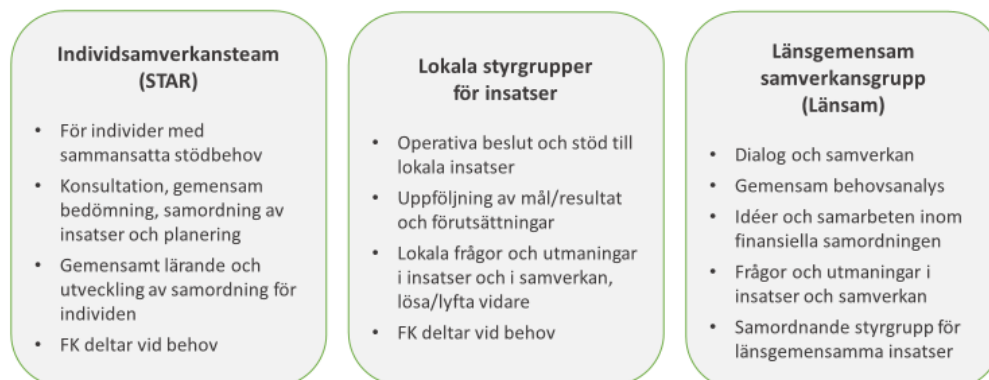 Individsamverkansteam
(STAR)
• För individer med
sammansatta stödbehov
• Konsultation, gemensam
bedömning, samordning av
insatser och planering
• Gemensamt lärande och
utveckling av samordning för
individen
• FK deltar vid behov
Lokala styrgrupper
för insatser
• Operativa beslut och stöd till
lokala insatser
• Uppföljning av mål/resultat
och förutsättningar
• Lokala frågor och utmaningar
i insatser och i samverkan,
lösa/lyfta vidare
• FK deltar vid behov
Länsgemensam
samverkansgrupp
(Länsam)
• Dialog och samverkan
• Gemensam behovsanalys
• Idéer och samarbeten inom
finansiella samordningen
• Frågor och utmaningar i
insatser och samverkan
• Samordnande styrgrupp för
länsgemensamma insatser